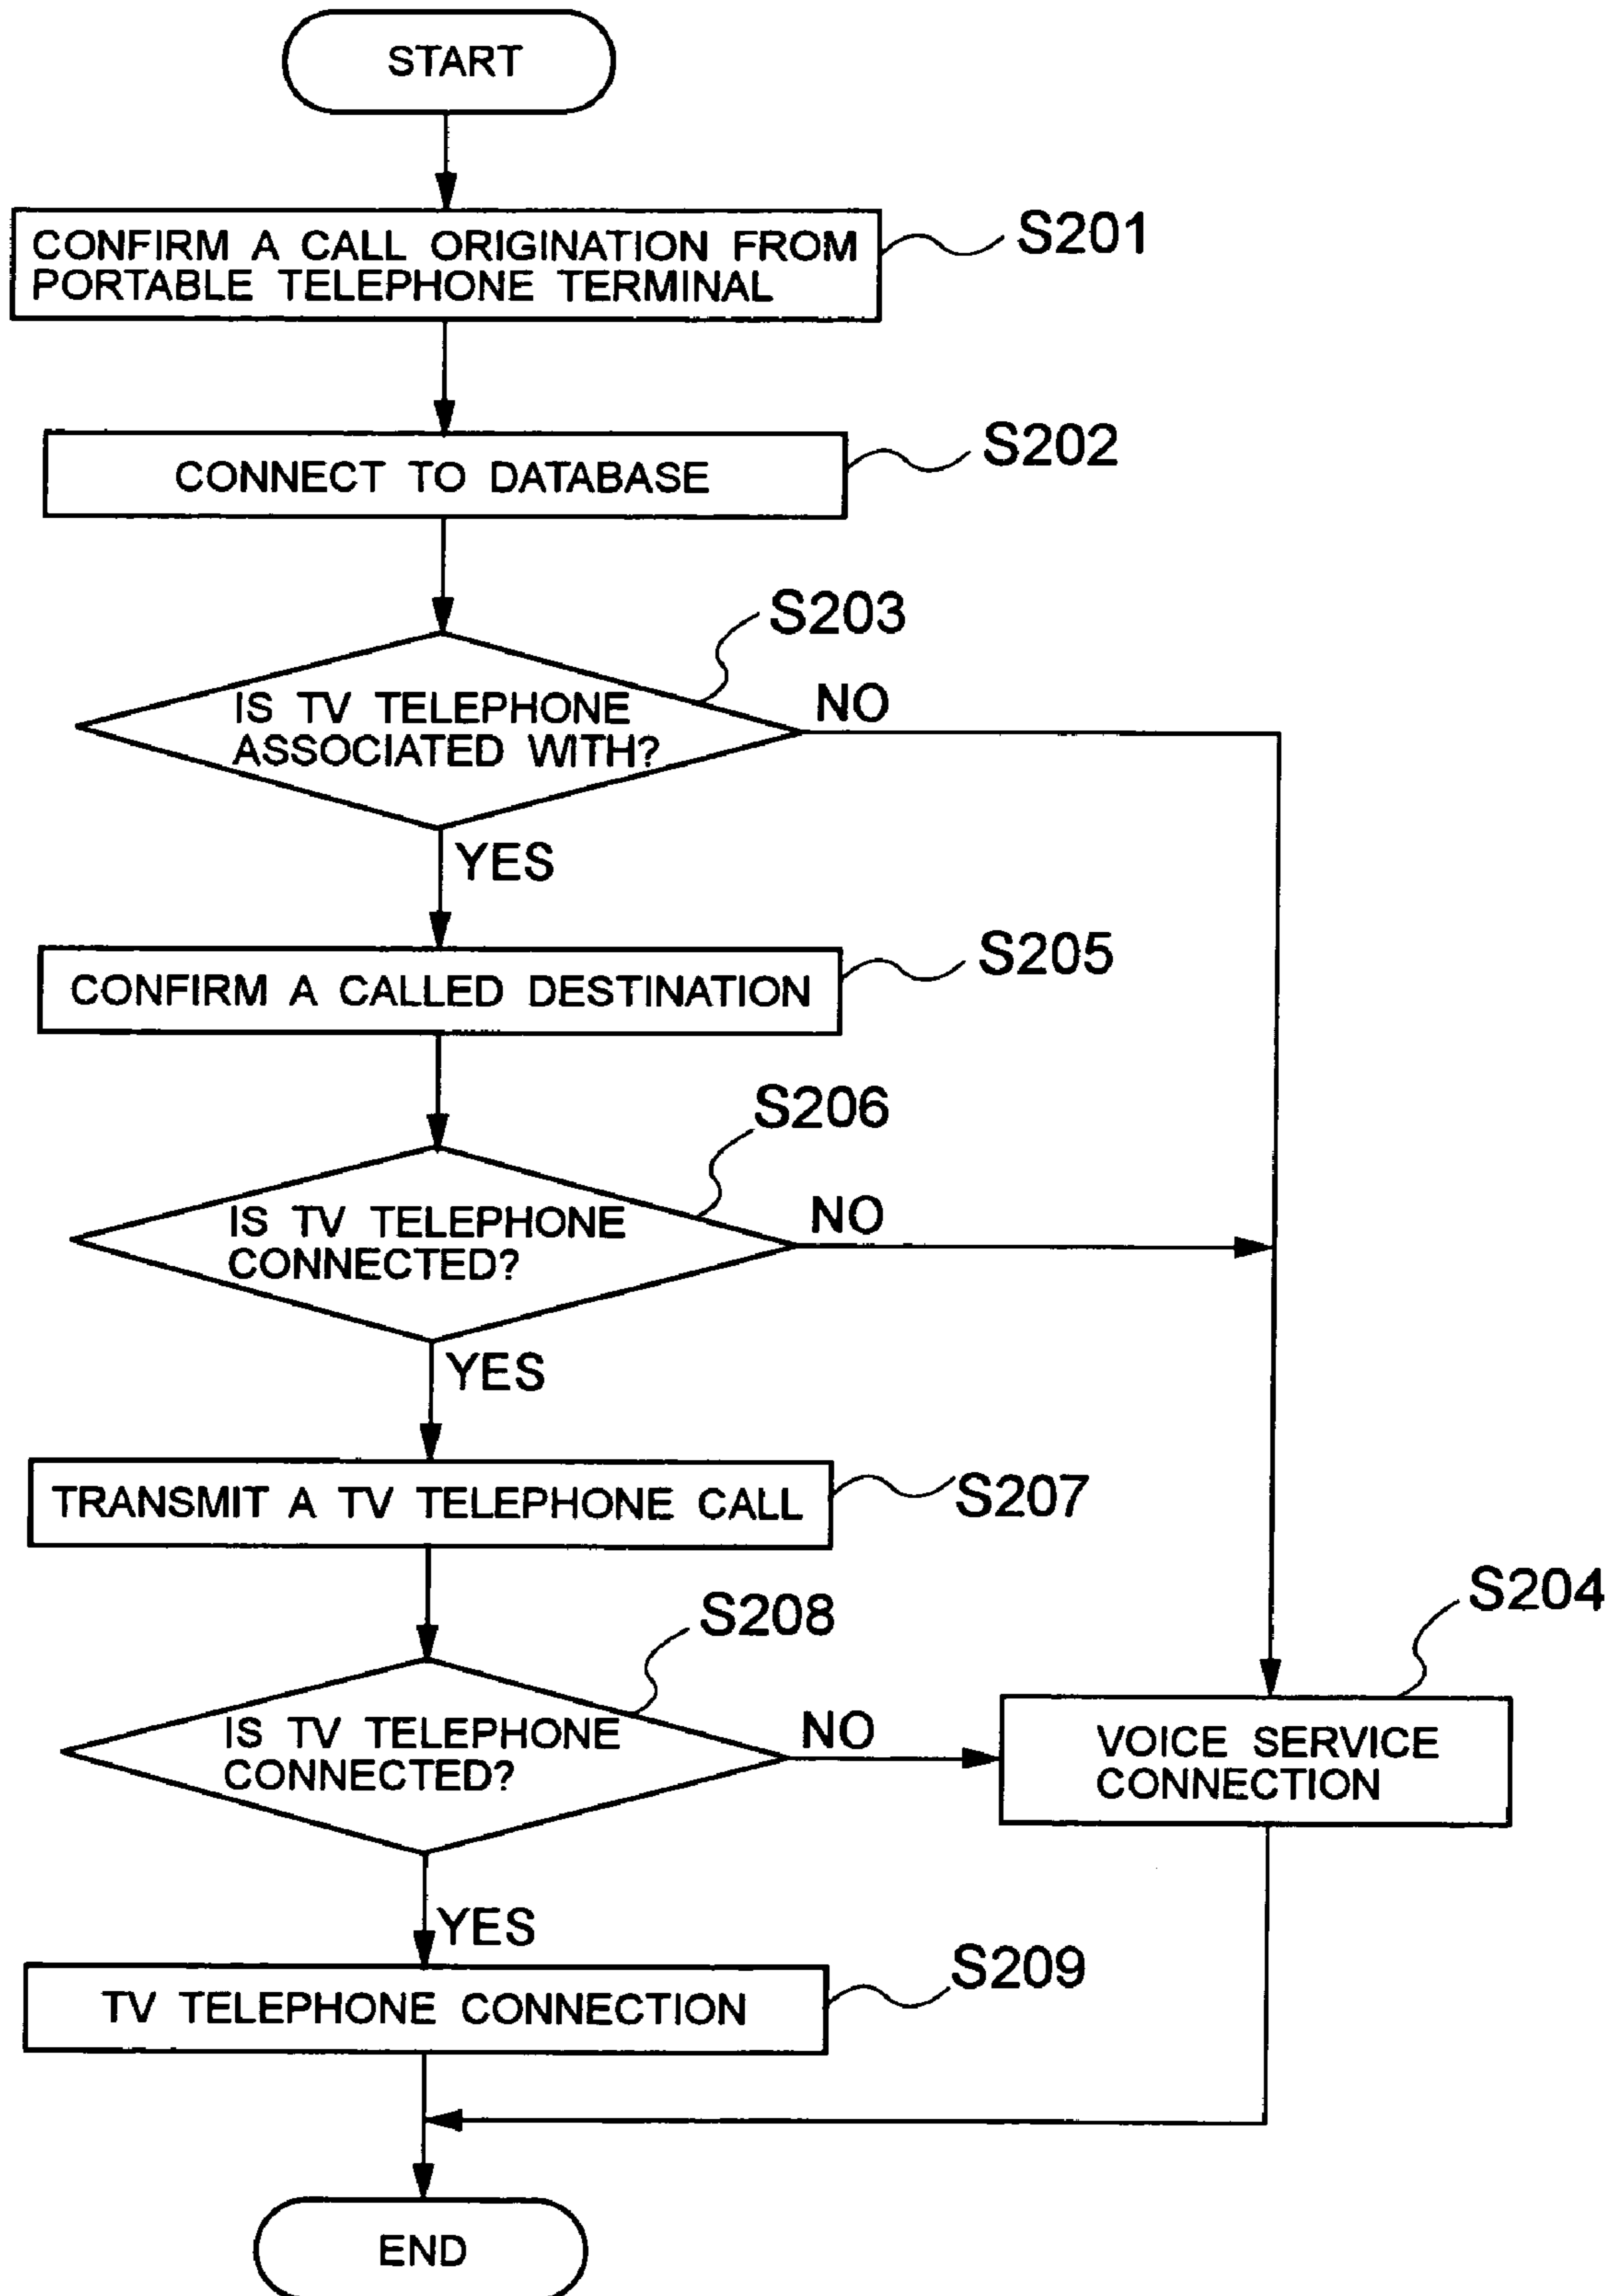 START
CONFIRM A CALL ORIGINATION FROM
PORTABLE TELEPHONE TERMINAL
S201
CONNECT TO DATABASE
S202
S203
IS TV TELEPHONE
ASSOCIATED WITH?
NO
YES
CONFIRM A CALLED DESTINATION
S205
S206
IS TV TELEPHONE
CONNECTED?
NO
YES
TRANSMIT A TV TELEPHONE CALL
S207
S208
IS TV TELEPHONE
CONNECTED?
NO
S204
VOICE SERVICE
CONNECTION
YES
TV TELEPHONE CONNECTION
S209
END